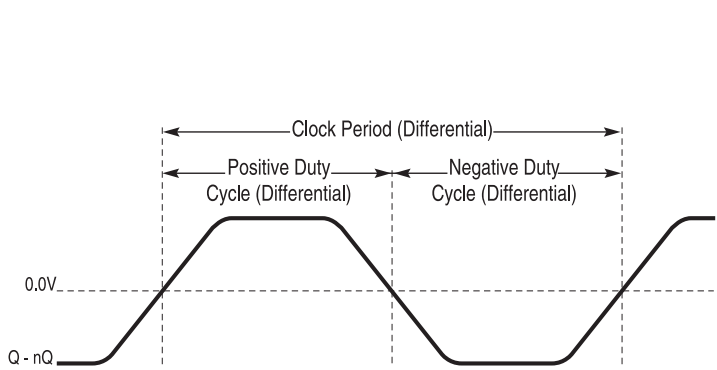 Clock Period (Differential)
Positive Duty
Cycle (Differential)
Negative Duty
Cycle (Differential)
0.0V
Q - nQ